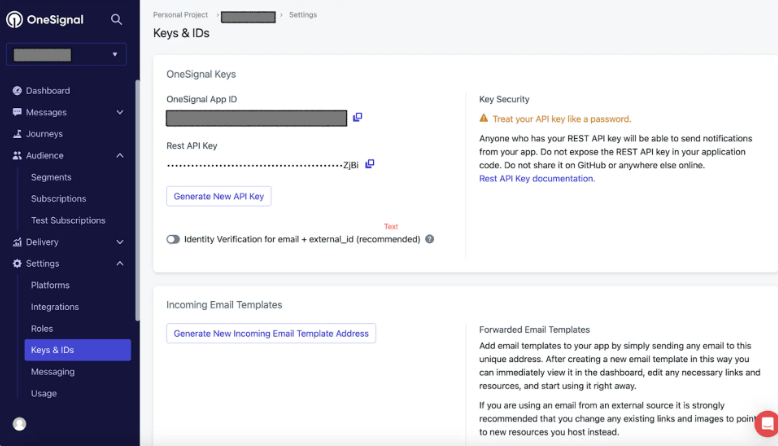 OneSignal
Personal Project > > Settings
Keys & IDs
Dashboard
Messages
Journeys
Audience
Segments
Subscriptions
Test Subscriptions
Delivery
Settings
Platforms
Integrations
Roles
Keys & IDs
Messaging
Usage
OneSignal Keys
OneSignal App ID
Rest API Key
••••••••••••••••••••••••••••••••••••••••••••ZjBi
Generate New API Key
Text
Identity Verification for email + external_id (recommended) ?
Key Security
Treat your API key like a password.
Anyone who has your REST API key will be able to send notifications
from your app. Do not expose the REST API key in your application
code. Do not share it on GitHub or anywhere else online.
Rest API Key documentation.
Incoming Email Templates
Generate New Incoming Email Template Address
Forwarded Email Templates
Add email templates to your app by simply sending any email to this
unique address. After creating a new email template in this way you
can immediately view it in the dashboard, edit any necessary links and
resources, and start using it right away.
If you are using an email from an external source it is strongly
recommended that you change any existing links and images to point
to new resources you host instead.